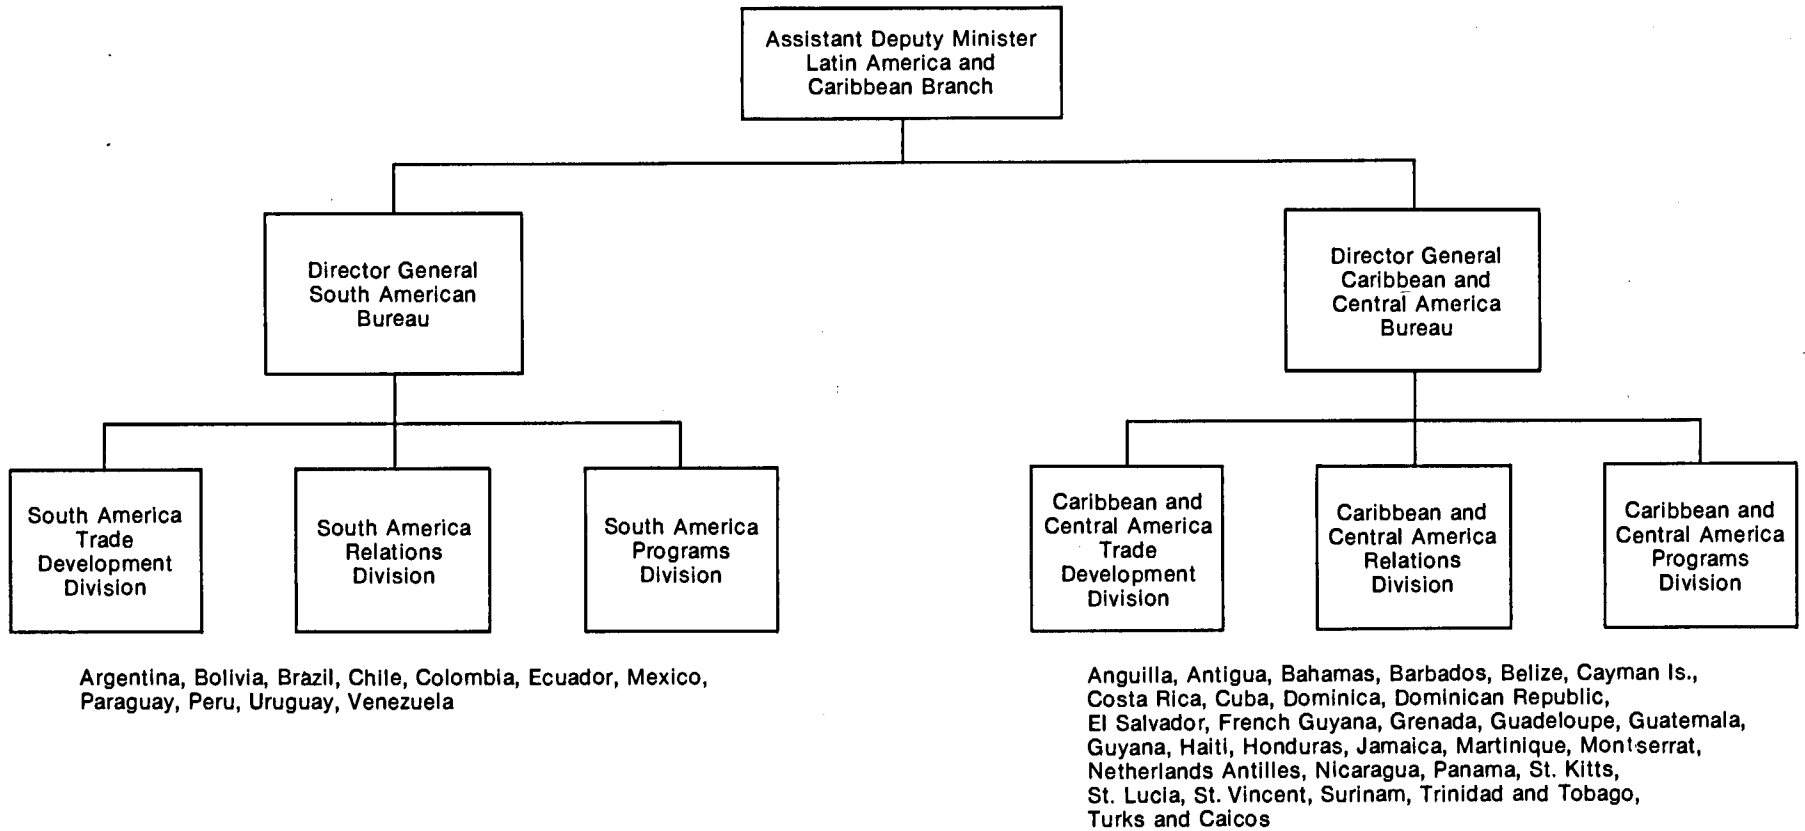 Assistant Deputy Minister
Latin America and
Caribbean Branch
Director General
South American
Bureau
Director General
Caribbean and
Central America
Bureau
South America
Trade
Development
Division
South America
Relations
Division
South America
Programs
Division
Caribbean and
Central America
Trade
Development
Division
Caribbean and
Central America
Relations
Division
Caribbean and
Central America
Programs
Division
Argentina, Bolivia, Brazil, Chile, Colombia, Ecuador, Mexico,
Paraguay, Peru, Uruguay, Venezuela
Anguilla, Antigua, Bahamas, Barbados, Belize, Cayman Is.,
Costa Rica, Cuba, Dominica, Dominican Republic,
El Salvador, French Guyana, Grenada, Guadeloupe, Guatemala,
Guyana, Haiti, Honduras, Jamaica, Martinique, Montserrat,
Netherlands Antilles, Nicaragua, Panama, St. Kitts,
St. Lucia, St. Vincent, Surinam, Trinidad and Tobago,
Turks and Caicos